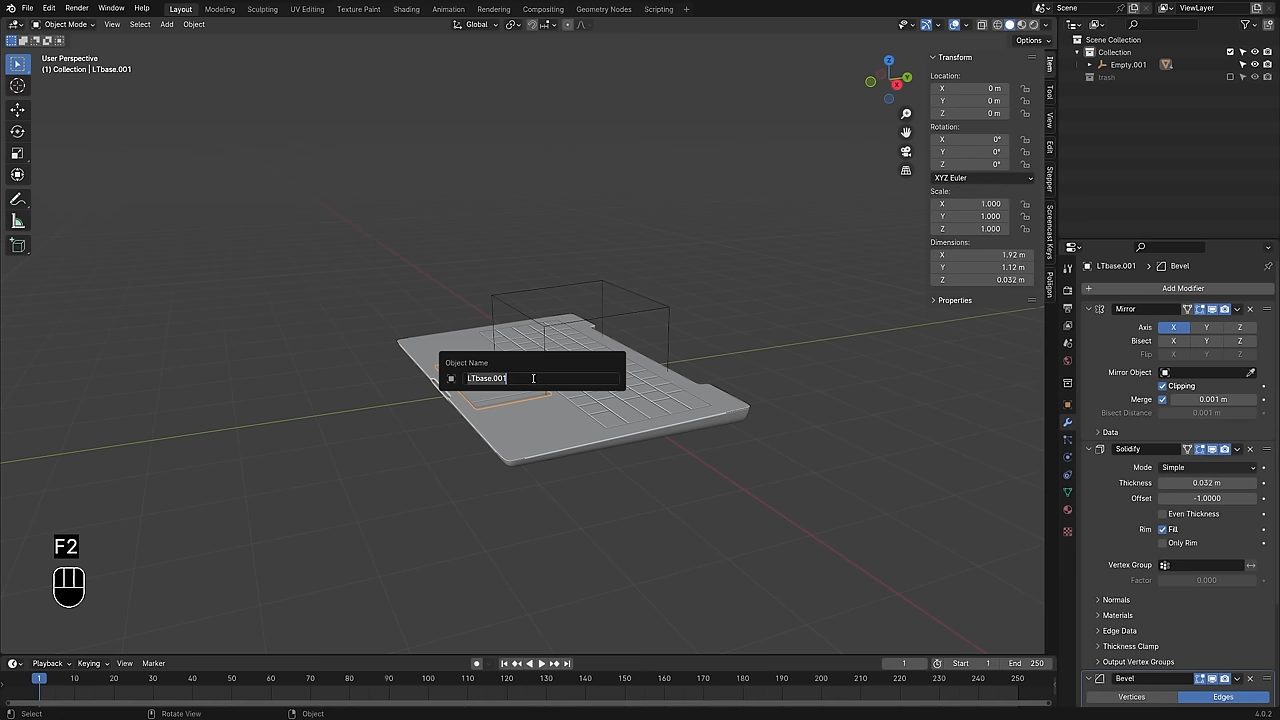 File Edit Render Window Help Layout Modeling Sculpting UV Editing Texture Paint Shading Animation Rendering Compositing Geometry Nodes Scripting + Scene ViewLayer
Object Mode View Select Add Object Global
Options
User Perspective
(1) Collection | LTbase.001
Z
Y
X
Transform
Location:
X 0 m
Y 0 m
Z 0 m
Rotation:
X 0°
Y 0°
Z 0°
XYZ Euler
Scale:
X 1.000
Y 1.000
Z 1.000
Dimensions:
X 1.92 m
Y 1.12 m
Z 0.032 m
Properties
Item
Tool
View
Edit
Stepper
Screencast Keys
Poliigon
Scene Collection
Collection
Empty.001
trash
LTbase.001 > Bevel
Add Modifier
Mirror
Axis X Y Z
Bisect X Y Z
Flip X Y Z
Mirror Object
Clipping
Merge 0.001 m
Bisect Distance 0.001 m
Data
Solidify
Mode Simple
Thickness 0.032 m
Offset -1.0000
Even Thickness
Rim Fill
Only Rim
Vertex Group
Factor 0.000
Normals
Materials
Edge Data
Thickness Clamp
Output Vertex Groups
Bevel
Vertices Edges
Object Name
LTbase.001
F2
Playback Keying View Marker 1 Start 1 End 250
1 10 20 30 40 50 60 70 80 90 100 110 120 130 140 150 160 170 180 190 200 210 220 230 240 250
Select Rotate View Object 4.0.2